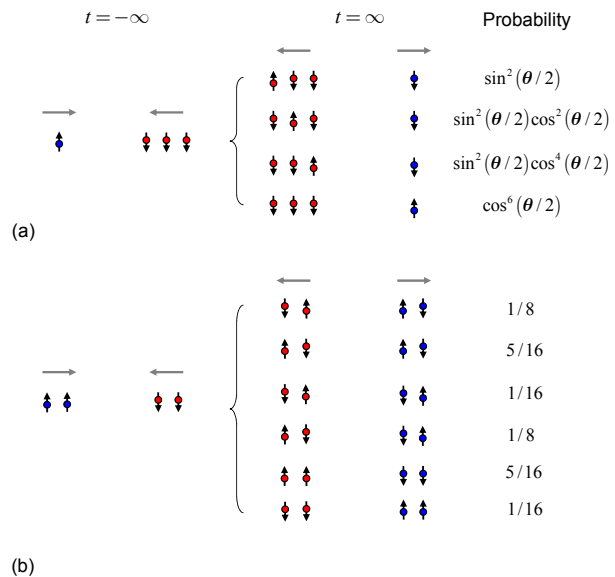 t = −∞ t = ∞ Probability
sin²(θ/2)
sin²(θ/2)cos²(θ/2)
sin²(θ/2)cos⁴(θ/2)
cos⁶(θ/2)
(a)
1/8
5/16
1/16
1/8
5/16
1/16
(b)